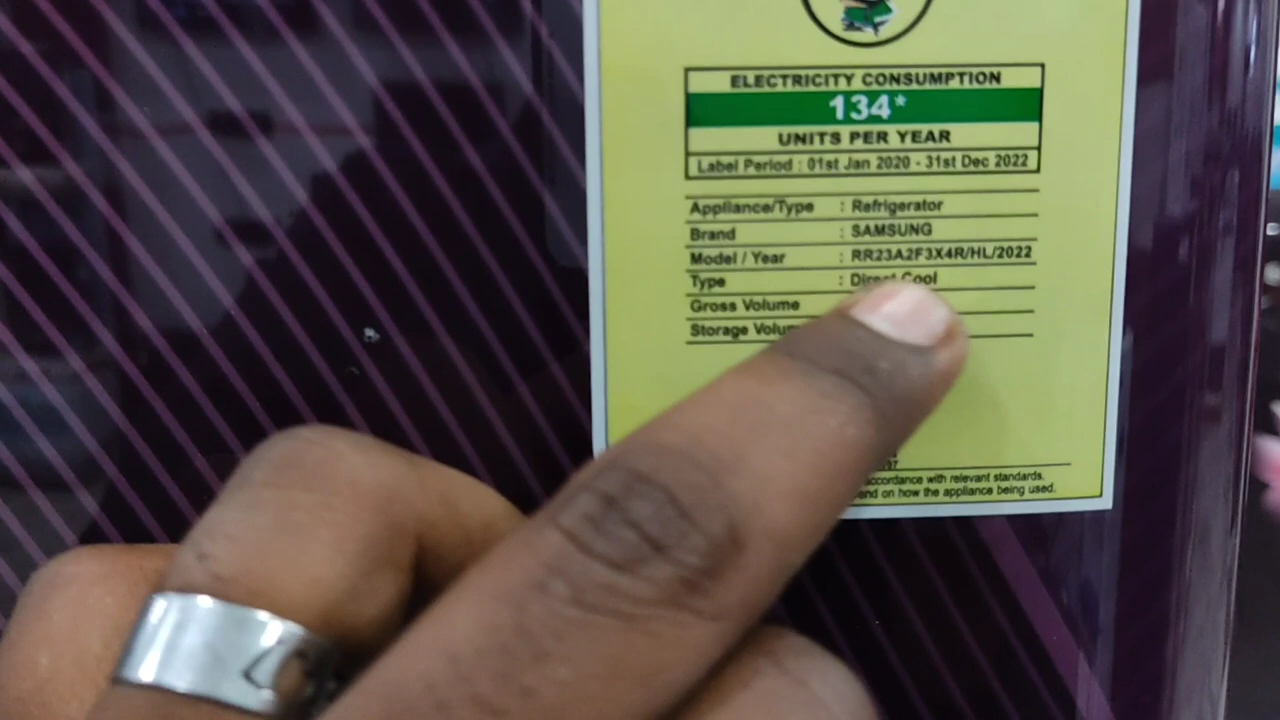 ELECTRICITY CONSUMPTION
134*
UNITS PER YEAR
Label Period : 01st Jan 2020 - 31st Dec 2022
Appliance/Type : Refrigerator
Brand : SAMSUNG
Model / Year : RR23A2F3X4R/HL/2022
Type : Direct Cool
Gross Volume
Storage
accordance with relevant standards.
on how the appliance being used.